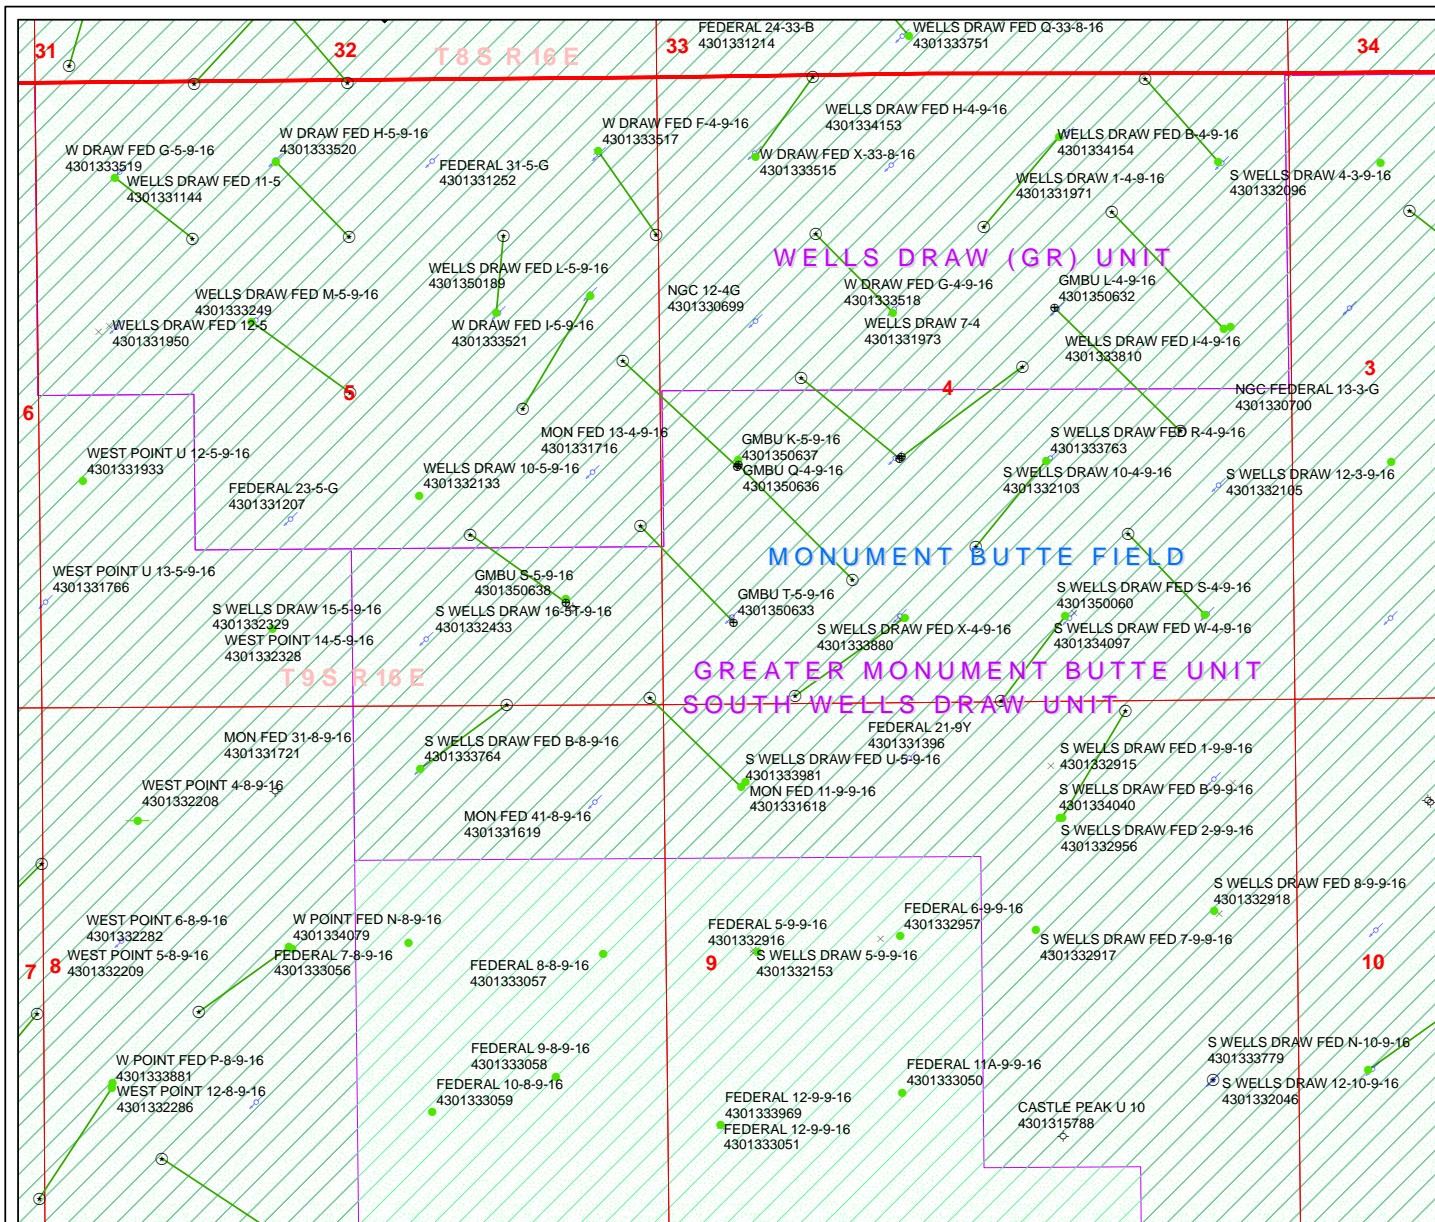 31
32
33
34
T8S R16E
FEDERAL 24-33-B
4301331214
WELLS DRAW FED Q-33-8-16
4301333751
W DRAW FED G-5-9-16
4301333519
WELLS DRAW FED 11-5
4301331144
W DRAW FED H-5-9-16
4301333520
FEDERAL 31-5-G
4301331252
W DRAW FED F-4-9-16
4301333517
WELLS DRAW FED H-4-9-16
4301334153
W DRAW FED X-33-8-16
4301333515
WELLS DRAW FED B-4-9-16
4301334154
WELLS DRAW 1-4-9-16
4301331971
S WELLS DRAW 4-3-9-16
4301332096
WELLS DRAW (GR) UNIT
WELLS DRAW FED L-5-9-16
4301350189
WELLS DRAW FED M-5-9-16
4301333249
WELLS DRAW FED 12-5
4301331950
W DRAW FED I-5-9-16
4301333521
NGC 12-4G
4301330699
W DRAW FED G-4-9-16
4301333518
WELLS DRAW 7-4
4301331973
GMBU L-4-9-16
4301350632
WELLS DRAW FED I-4-9-16
4301333810
NGC FEDERAL 13-3-G
4301330700
6
5
4
3
WEST POINT U 12-5-9-16
4301331933
FEDERAL 23-5-G
4301331207
WELLS DRAW 10-5-9-16
4301332133
MON FED 13-4-9-16
4301331716
GMBU K-5-9-16
4301350637
GMBU Q-4-9-16
4301350636
S WELLS DRAW FED R-4-9-16
4301333763
S WELLS DRAW 10-4-9-16
4301332103
S WELLS DRAW 12-3-9-16
4301332105
MONUMENT BUTTE FIELD
WEST POINT U 13-5-9-16
4301331766
S WELLS DRAW 15-5-9-16
4301332329
WEST POINT 14-5-9-16
4301332328
GMBU S-5-9-16
4301350638
S WELLS DRAW 16-5T-9-16
4301332433
GMBU T-5-9-16
4301350633
S WELLS DRAW FED X-4-9-16
4301333880
S WELLS DRAW FED S-4-9-16
4301350060
S WELLS DRAW FED W-4-9-16
4301334097
T9S R16E
GREATER MONUMENT BUTTE UNIT
SOUTH WELLS DRAW UNIT
MON FED 31-8-9-16
4301331721
WEST POINT 4-8-9-16
4301332208
S WELLS DRAW FED B-8-9-16
4301333764
MON FED 41-8-9-16
4301331619
FEDERAL 21-9Y
4301331396
S WELLS DRAW FED U-5-9-16
4301333981
MON FED 11-9-9-16
4301331618
S WELLS DRAW FED 1-9-9-16
4301332915
S WELLS DRAW FED B-9-9-16
4301334040
S WELLS DRAW FED 2-9-9-16
4301332956
S WELLS DRAW FED 8-9-9-16
4301332918
WEST POINT 6-8-9-16
4301332282
WEST POINT 5-8-9-16
4301332209
W POINT FED N-8-9-16
4301334079
FEDERAL 7-8-9-16
4301333056
FEDERAL 8-8-9-16
4301333057
FEDERAL 5-9-9-16
4301332916
S WELLS DRAW 5-9-9-16
4301332153
FEDERAL 6-9-9-16
4301332957
S WELLS DRAW FED 7-9-9-16
4301332917
7
8
9
10
W POINT FED P-8-9-16
4301333881
WEST POINT 12-8-9-16
4301332286
FEDERAL 9-8-9-16
4301333058
FEDERAL 10-8-9-16
4301333059
FEDERAL 12-9-9-16
4301333969
FEDERAL 12-9-9-16
4301333051
FEDERAL 11A-9-9-16
4301333050
CASTLE PEAK U 10
4301315788
S WELLS DRAW FED N-10-9-16
4301333779
S WELLS DRAW 12-10-9-16
4301332046